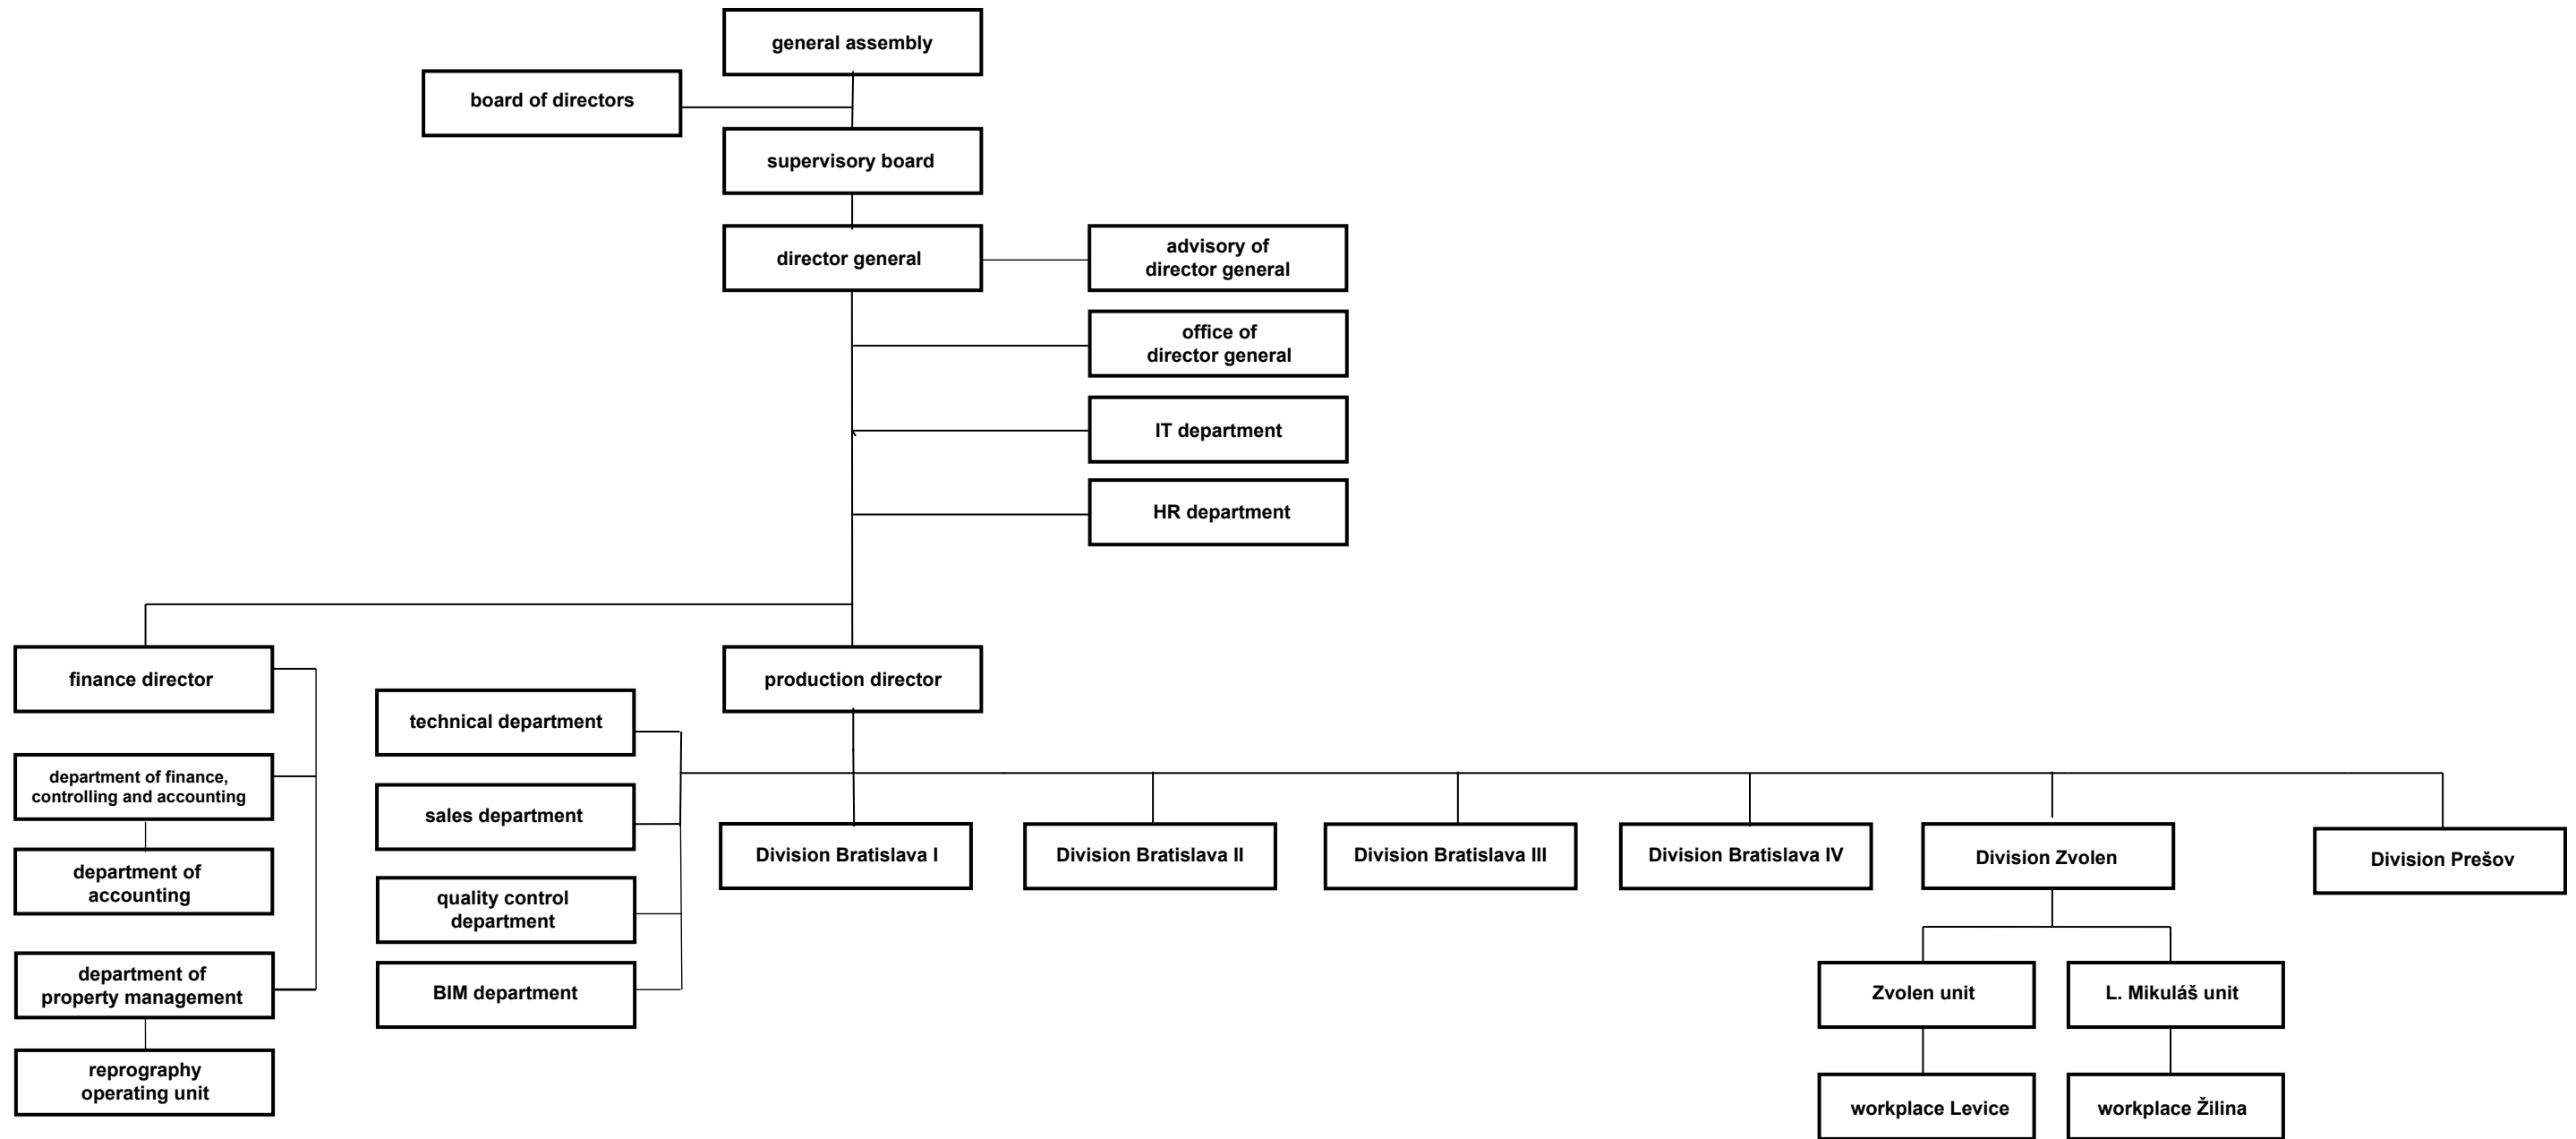 general assembly
board of directors
supervisory board
director general
advisory of
director general
office of
director general
IT department
HR department
finance director
production director
technical department
department of finance,
controlling and accounting
sales department
Division Bratislava I
Division Bratislava II
Division Bratislava III
Division Bratislava IV
Division Zvolen
Division Prešov
department of
accounting
quality control
department
department of
property management
BIM department
Zvolen unit
L. Mikuláš unit
reprography
operating unit
workplace Levice
workplace Žilina